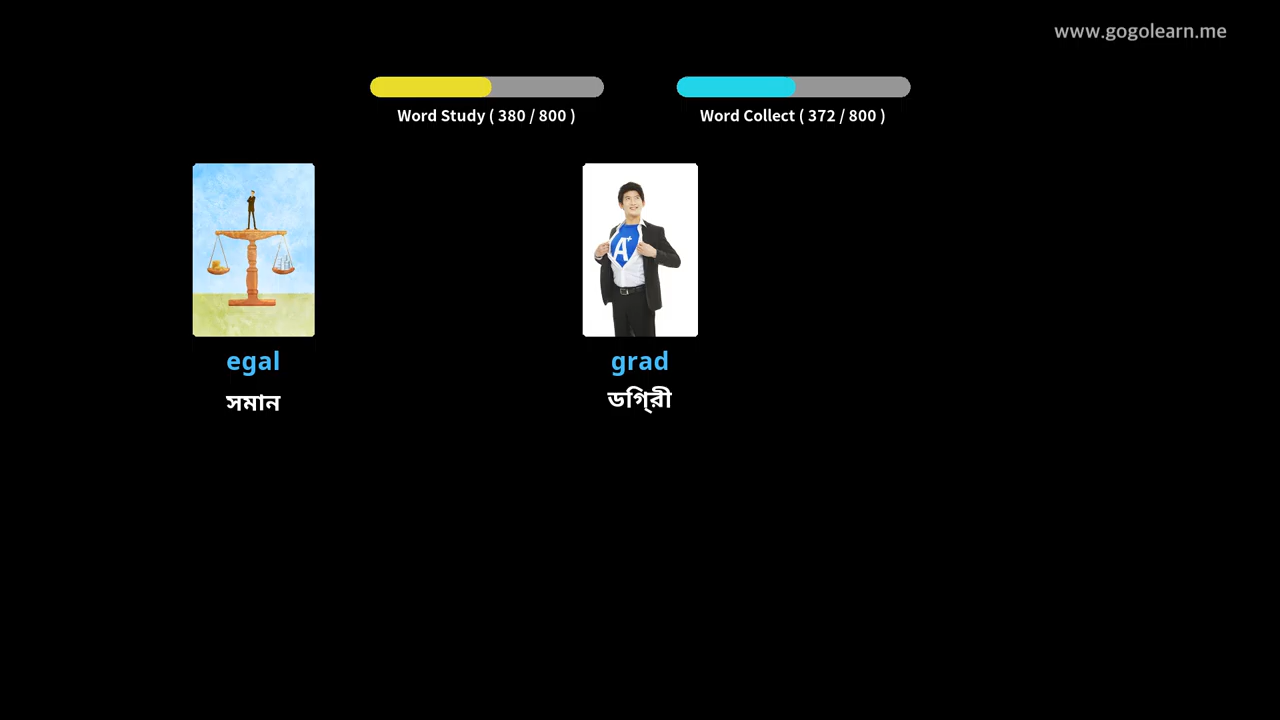 www.gogolearn.me
Word Study ( 380 / 800 )
Word Collect ( 372 / 800 )
A+
egal
grad
সমান
ডিগ্রী